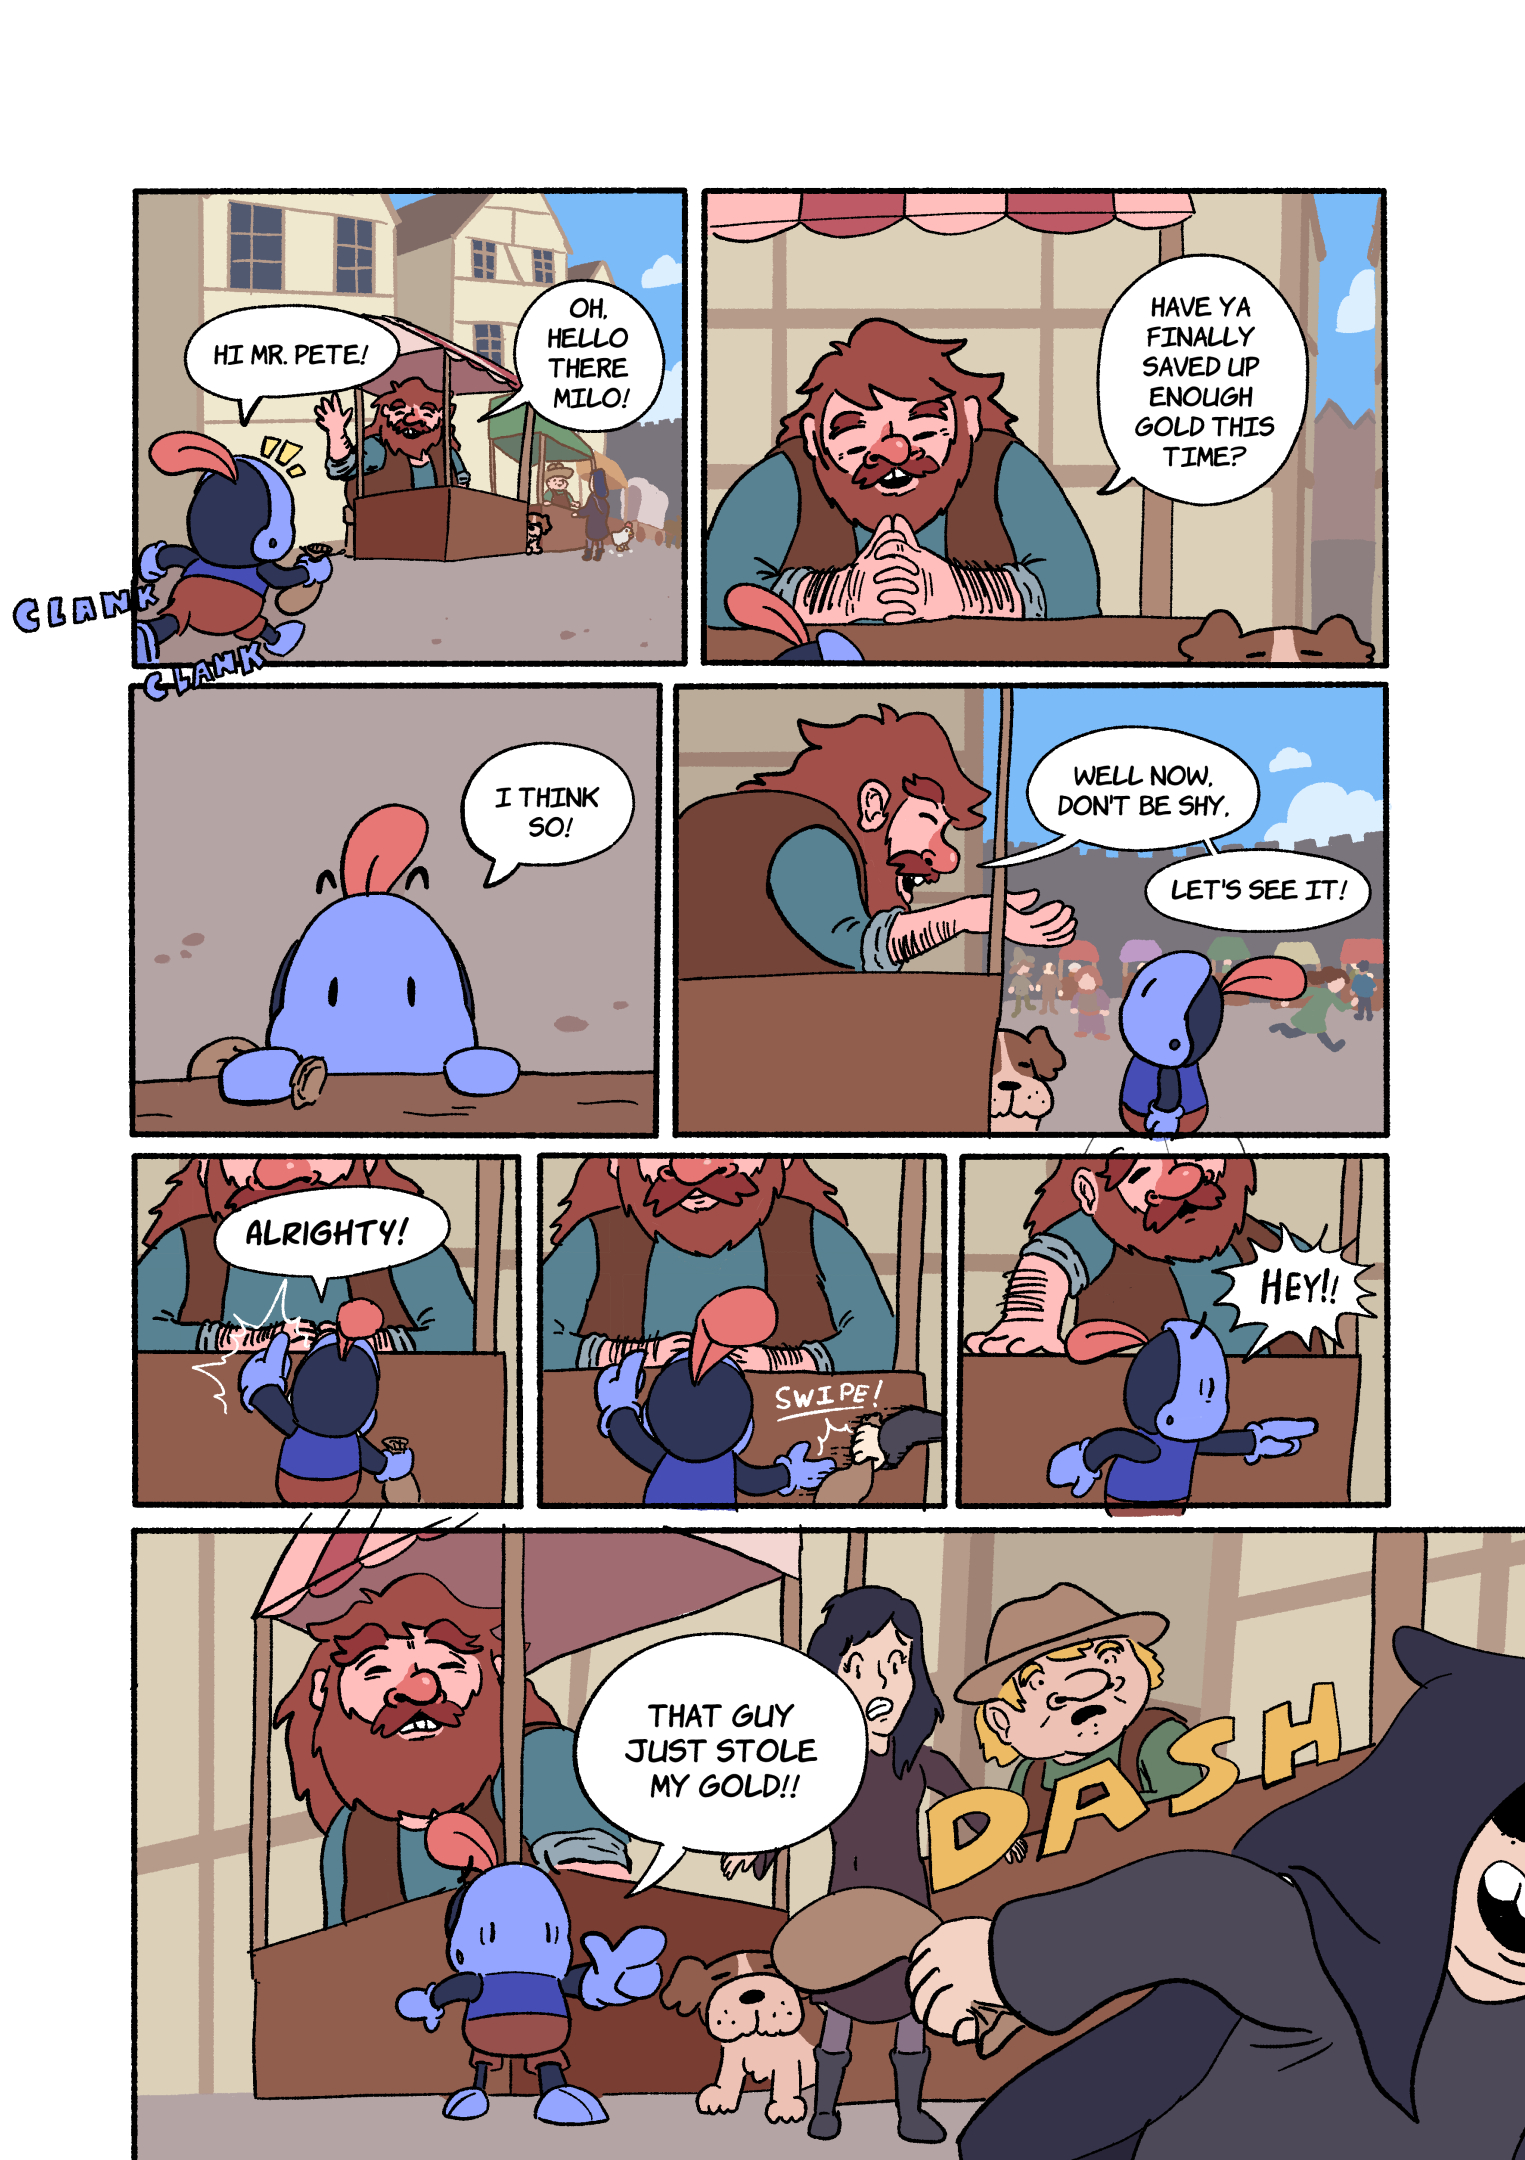 HI MR. PETE!
OH,
HELLO
THERE
MILO!
CLANK
CLANK
HAVE YA
FINALLY
SAVED UP
ENOUGH
GOLD THIS
TIME?
I THINK
SO!
WELL NOW,
DON'T BE SHY.
LET'S SEE IT!
ALRIGHTY!
SWIPE!
HEY!!
THAT GUY
JUST STOLE
MY GOLD!!
DASH